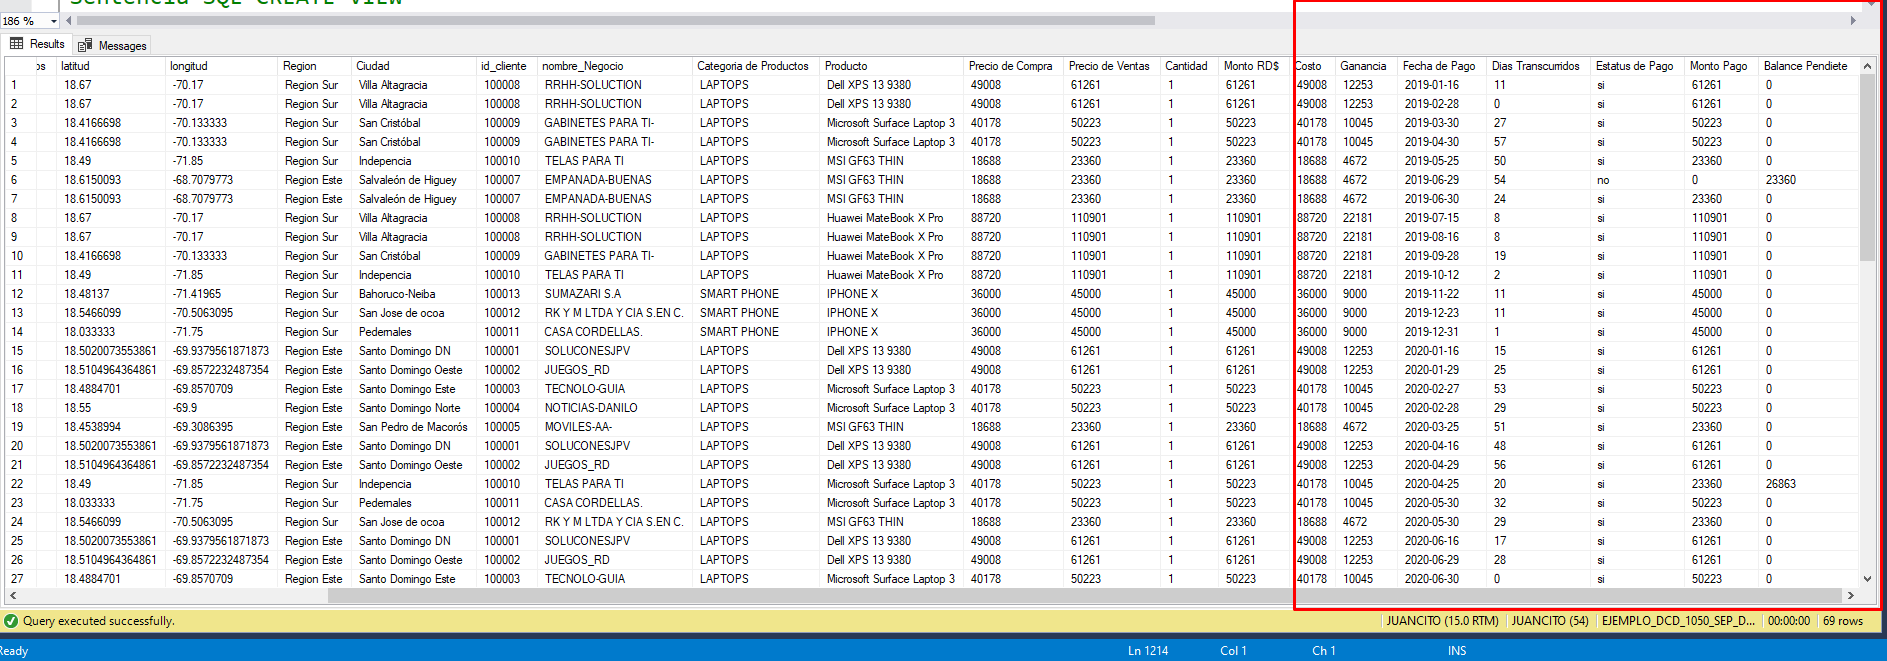 Sentencia SQL CREATE VIEW
186 %
Results Messages
os latitud longitud Region Ciudad id_cliente nombre_Negocio Categoria de Productos Producto Precio de Compra Precio de Ventas Cantidad Monto RD$ Costo Ganancia Fecha de Pago Dias Transcurridos Estatus de Pago Monto Pago Balance Pendiete
1 18.67 -70.17 Region Sur Villa Altagracia 100008 RRHH-SOLUCTION LAPTOPS Dell XPS 13 9380 49008 61261 1 61261 49008 12253 2019-01-16 11 si 61261 0
2 18.67 -70.17 Region Sur Villa Altagracia 100008 RRHH-SOLUCTION LAPTOPS Dell XPS 13 9380 49008 61261 1 61261 49008 12253 2019-02-28 0 si 61261 0
3 18.4166698 -70.133333 Region Sur San Cristóbal 100009 GABINETES PARA TI- LAPTOPS Microsoft Surface Laptop 3 40178 50223 1 50223 40178 10045 2019-03-30 27 si 50223 0
4 18.4166698 -70.133333 Region Sur San Cristóbal 100009 GABINETES PARA TI- LAPTOPS Microsoft Surface Laptop 3 40178 50223 1 50223 40178 10045 2019-04-30 57 si 50223 0
5 18.49 -71.85 Region Sur Indepencia 100010 TELAS PARA TI LAPTOPS MSI GF63 THIN 18688 23360 1 23360 18688 4672 2019-05-25 50 si 23360 0
6 18.6150093 -68.7079773 Region Este Salvaleón de Higuey 100007 EMPANADA-BUENAS LAPTOPS MSI GF63 THIN 18688 23360 1 23360 18688 4672 2019-06-29 54 no 0 23360
7 18.6150093 -68.7079773 Region Este Salvaleón de Higuey 100007 EMPANADA-BUENAS LAPTOPS MSI GF63 THIN 18688 23360 1 23360 18688 4672 2019-06-30 24 si 23360 0
8 18.67 -70.17 Region Sur Villa Altagracia 100008 RRHH-SOLUCTION LAPTOPS Huawei MateBook X Pro 88720 110901 1 110901 88720 22181 2019-07-15 8 si 110901 0
9 18.67 -70.17 Region Sur Villa Altagracia 100008 RRHH-SOLUCTION LAPTOPS Huawei MateBook X Pro 88720 110901 1 110901 88720 22181 2019-08-16 8 si 110901 0
10 18.4166698 -70.133333 Region Sur San Cristóbal 100009 GABINETES PARA TI- LAPTOPS Huawei MateBook X Pro 88720 110901 1 110901 88720 22181 2019-09-28 19 si 110901 0
11 18.49 -71.85 Region Sur Indepencia 100010 TELAS PARA TI LAPTOPS Huawei MateBook X Pro 88720 110901 1 110901 88720 22181 2019-10-12 2 si 110901 0
12 18.48137 -71.41965 Region Sur Bahoruco-Neiba 100013 SUMAZARI S.A SMART PHONE IPHONE X 36000 45000 1 45000 36000 9000 2019-11-22 11 si 45000 0
13 18.5466099 -70.5063095 Region Sur San Jose de ocoa 100012 RK Y M LTDA Y CIA S.EN C. SMART PHONE IPHONE X 36000 45000 1 45000 36000 9000 2019-12-23 11 si 45000 0
14 18.033333 -71.75 Region Sur Pedernales 100011 CASA CORDELLAS. SMART PHONE IPHONE X 36000 45000 1 45000 36000 9000 2019-12-31 1 si 45000 0
15 18.5020073553861 -69.9379561871873 Region Este Santo Domingo DN 100001 SOLUCONESJPV LAPTOPS Dell XPS 13 9380 49008 61261 1 61261 49008 12253 2020-01-16 15 si 61261 0
16 18.5104964364861 -69.8572232487354 Region Este Santo Domingo Oeste 100002 JUEGOS_RD LAPTOPS Dell XPS 13 9380 49008 61261 1 61261 49008 12253 2020-01-29 25 si 61261 0
17 18.4884701 -69.8570709 Region Este Santo Domingo Este 100003 TECNOLO-GUIA LAPTOPS Microsoft Surface Laptop 3 40178 50223 1 50223 40178 10045 2020-02-27 53 si 50223 0
18 18.55 -69.9 Region Este Santo Domingo Norte 100004 NOTICIAS-DANILO LAPTOPS Microsoft Surface Laptop 3 40178 50223 1 50223 40178 10045 2020-02-28 29 si 50223 0
19 18.4538994 -69.3086395 Region Este San Pedro de Macorós 100005 MOVILES-AA- LAPTOPS MSI GF63 THIN 18688 23360 1 23360 18688 4672 2020-03-25 51 si 23360 0
20 18.5020073553861 -69.9379561871873 Region Este Santo Domingo DN 100001 SOLUCONESJPV LAPTOPS Dell XPS 13 9380 49008 61261 1 61261 49008 12253 2020-04-16 48 si 61261 0
21 18.5104964364861 -69.8572232487354 Region Este Santo Domingo Oeste 100002 JUEGOS_RD LAPTOPS Dell XPS 13 9380 49008 61261 1 61261 49008 12253 2020-04-29 56 si 61261 0
22 18.49 -71.85 Region Sur Indepencia 100010 TELAS PARA TI LAPTOPS Microsoft Surface Laptop 3 40178 50223 1 50223 40178 10045 2020-04-25 20 si 23360 26863
23 18.033333 -71.75 Region Sur Pedernales 100011 CASA CORDELLAS. LAPTOPS Microsoft Surface Laptop 3 40178 50223 1 50223 40178 10045 2020-05-30 32 si 50223 0
24 18.5466099 -70.5063095 Region Sur San Jose de ocoa 100012 RK Y M LTDA Y CIA S.EN C. LAPTOPS MSI GF63 THIN 18688 23360 1 23360 18688 4672 2020-05-30 29 si 23360 0
25 18.5020073553861 -69.9379561871873 Region Este Santo Domingo DN 100001 SOLUCONESJPV LAPTOPS Dell XPS 13 9380 49008 61261 1 61261 49008 12253 2020-06-16 17 si 61261 0
26 18.5104964364861 -69.8572232487354 Region Este Santo Domingo Oeste 100002 JUEGOS_RD LAPTOPS Dell XPS 13 9380 49008 61261 1 61261 49008 12253 2020-06-29 28 si 61261 0
27 18.4884701 -69.8570709 Region Este Santo Domingo Este 100003 TECNOLO-GUIA LAPTOPS Microsoft Surface Laptop 3 40178 50223 1 50223 40178 10045 2020-06-30 0 si 50223 0
Query executed successfully. JUANCITO (15.0 RTM) JUANCITO (54) EJEMPLO_DCD_1050_SEP_D... 00:00:00 69 rows
Ready Ln 1214 Col 1 Ch 1 INS